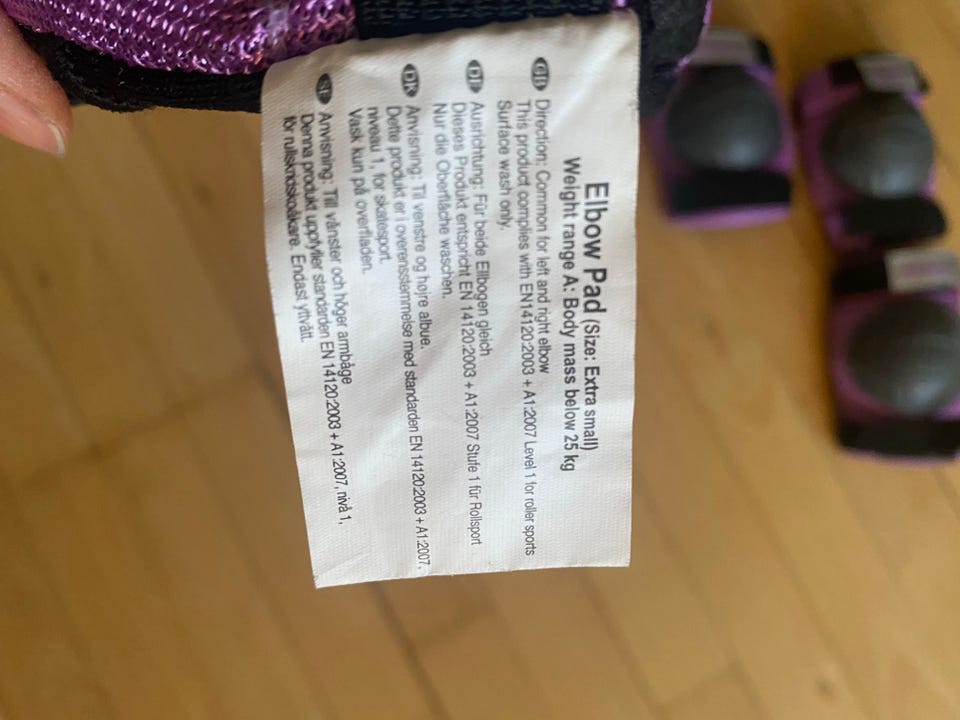 Elbow Pad (Size: Extra small)
Weight range A: Body mass below 25 kg
GB Direction: Common for left and right elbow
This product complies with EN14120:2003 + A1:2007 Level 1 for roller sports
Surface wash only.
D Ausrichtung: Für beide Ellbogen gleich
Dieses Produkt entspricht EN 14120:2003 + A1:2007 Stufe 1 für Rollsport
Nur die Oberfläche waschen.
DK Anvisning: Til venstre og højre albue.
Dette produkt er i overensstemmelse med standarden EN 14120:2003 + A1:2007,
niveau 1, for skatesport.
Vask kun på overfladen.
SE Anvisning: Till vånster och höger armbåge
Denna produkt uppfyller standarden EN 14120:2003 + A1:2007, nivå 1,
för Endast yttvått.